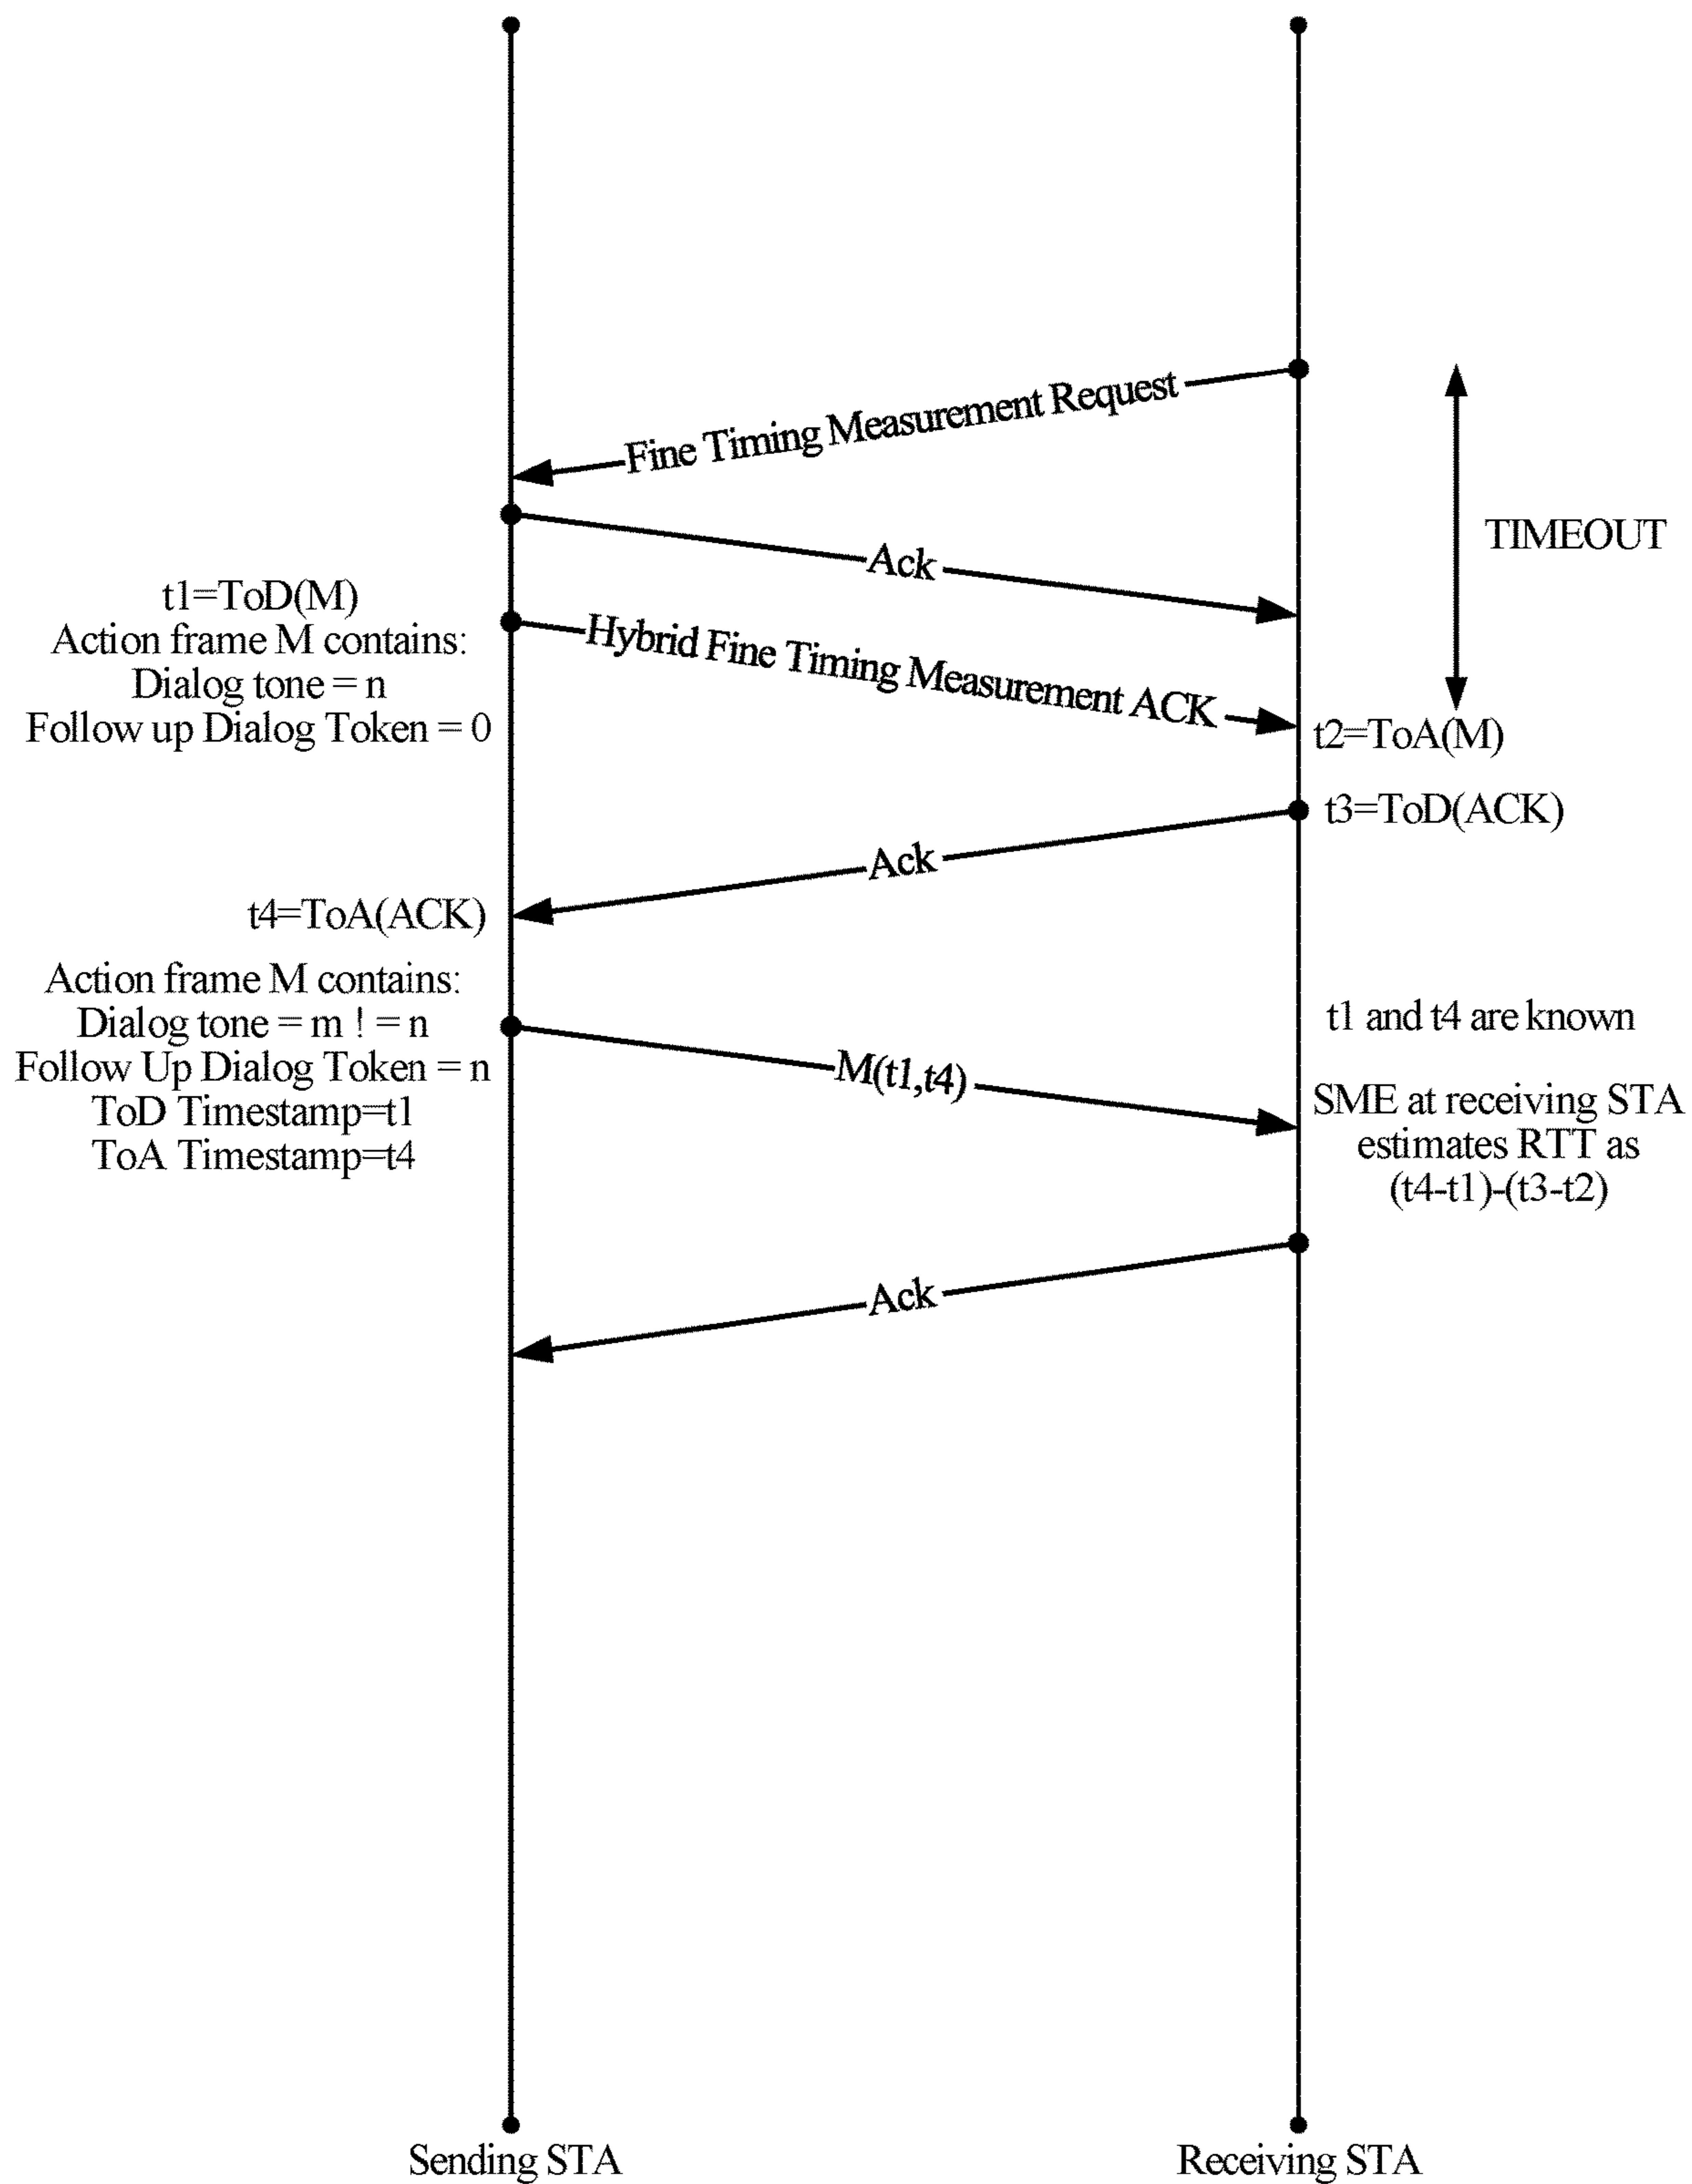 Fine Timing Measurement Request
TIMEOUT
Ack
t1=ToD(M)
Action frame M contains:
Dialog tone = n
Follow up Dialog Token = 0
Hybrid Fine Timing Measurement ACK
t2=ToA(M)
t3=ToD(ACK)
Ack
t4=ToA(ACK)
Action frame M contains:
Dialog tone = m ! = n
Follow Up Dialog Token = n
ToD Timestamp=t1
ToA Timestamp=t4
M(t1,t4)
t1 and t4 are known
SME at receiving STA
estimates RTT as
(t4-t1)-(t3-t2)
Ack
Sending STA
Receiving STA